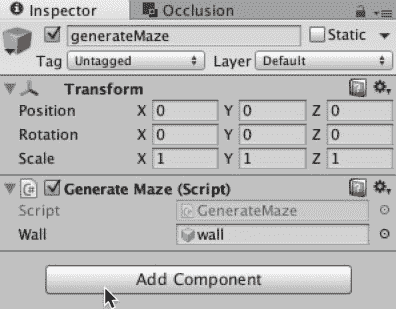 Inspector Occlusion
generateMaze Static
Tag Untagged Layer Default
Transform
Position X 0 Y 0 Z 0
Rotation X 0 Y 0 Z 0
Scale X 1 Y 1 Z 1
C# Generate Maze (Script)
Script GenerateMaze
Wall wall
Add Component